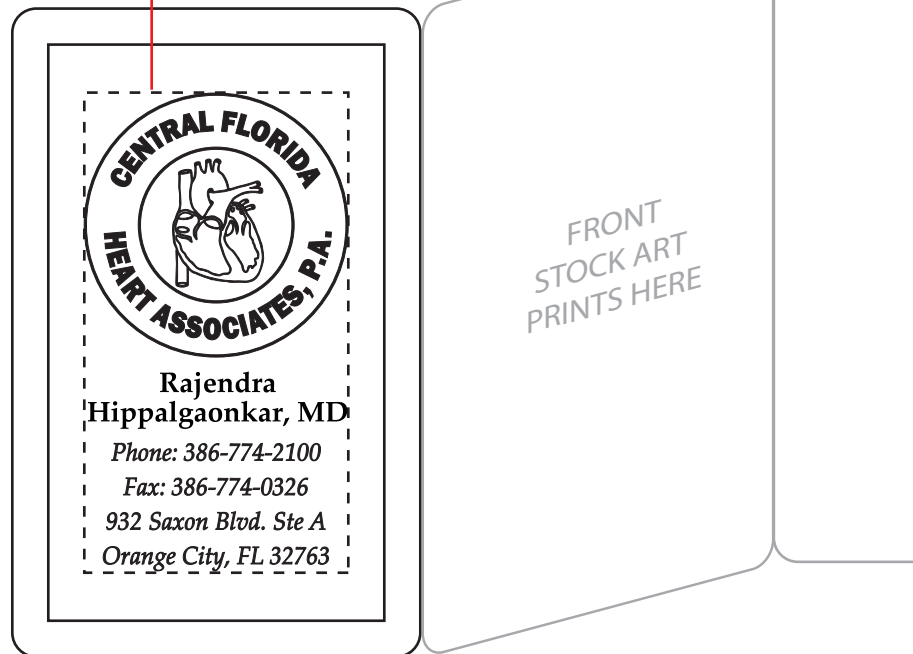 CENTRAL FLORIDA
HEART ASSOCIATES, P.A.
Rajendra
Hippalgaonkar, MD
Phone: 386-774-2100
Fax: 386-774-0326
932 Saxon Blvd. Ste A
Orange City, FL 32763
FRONT
STOCK ART
PRINTS HERE